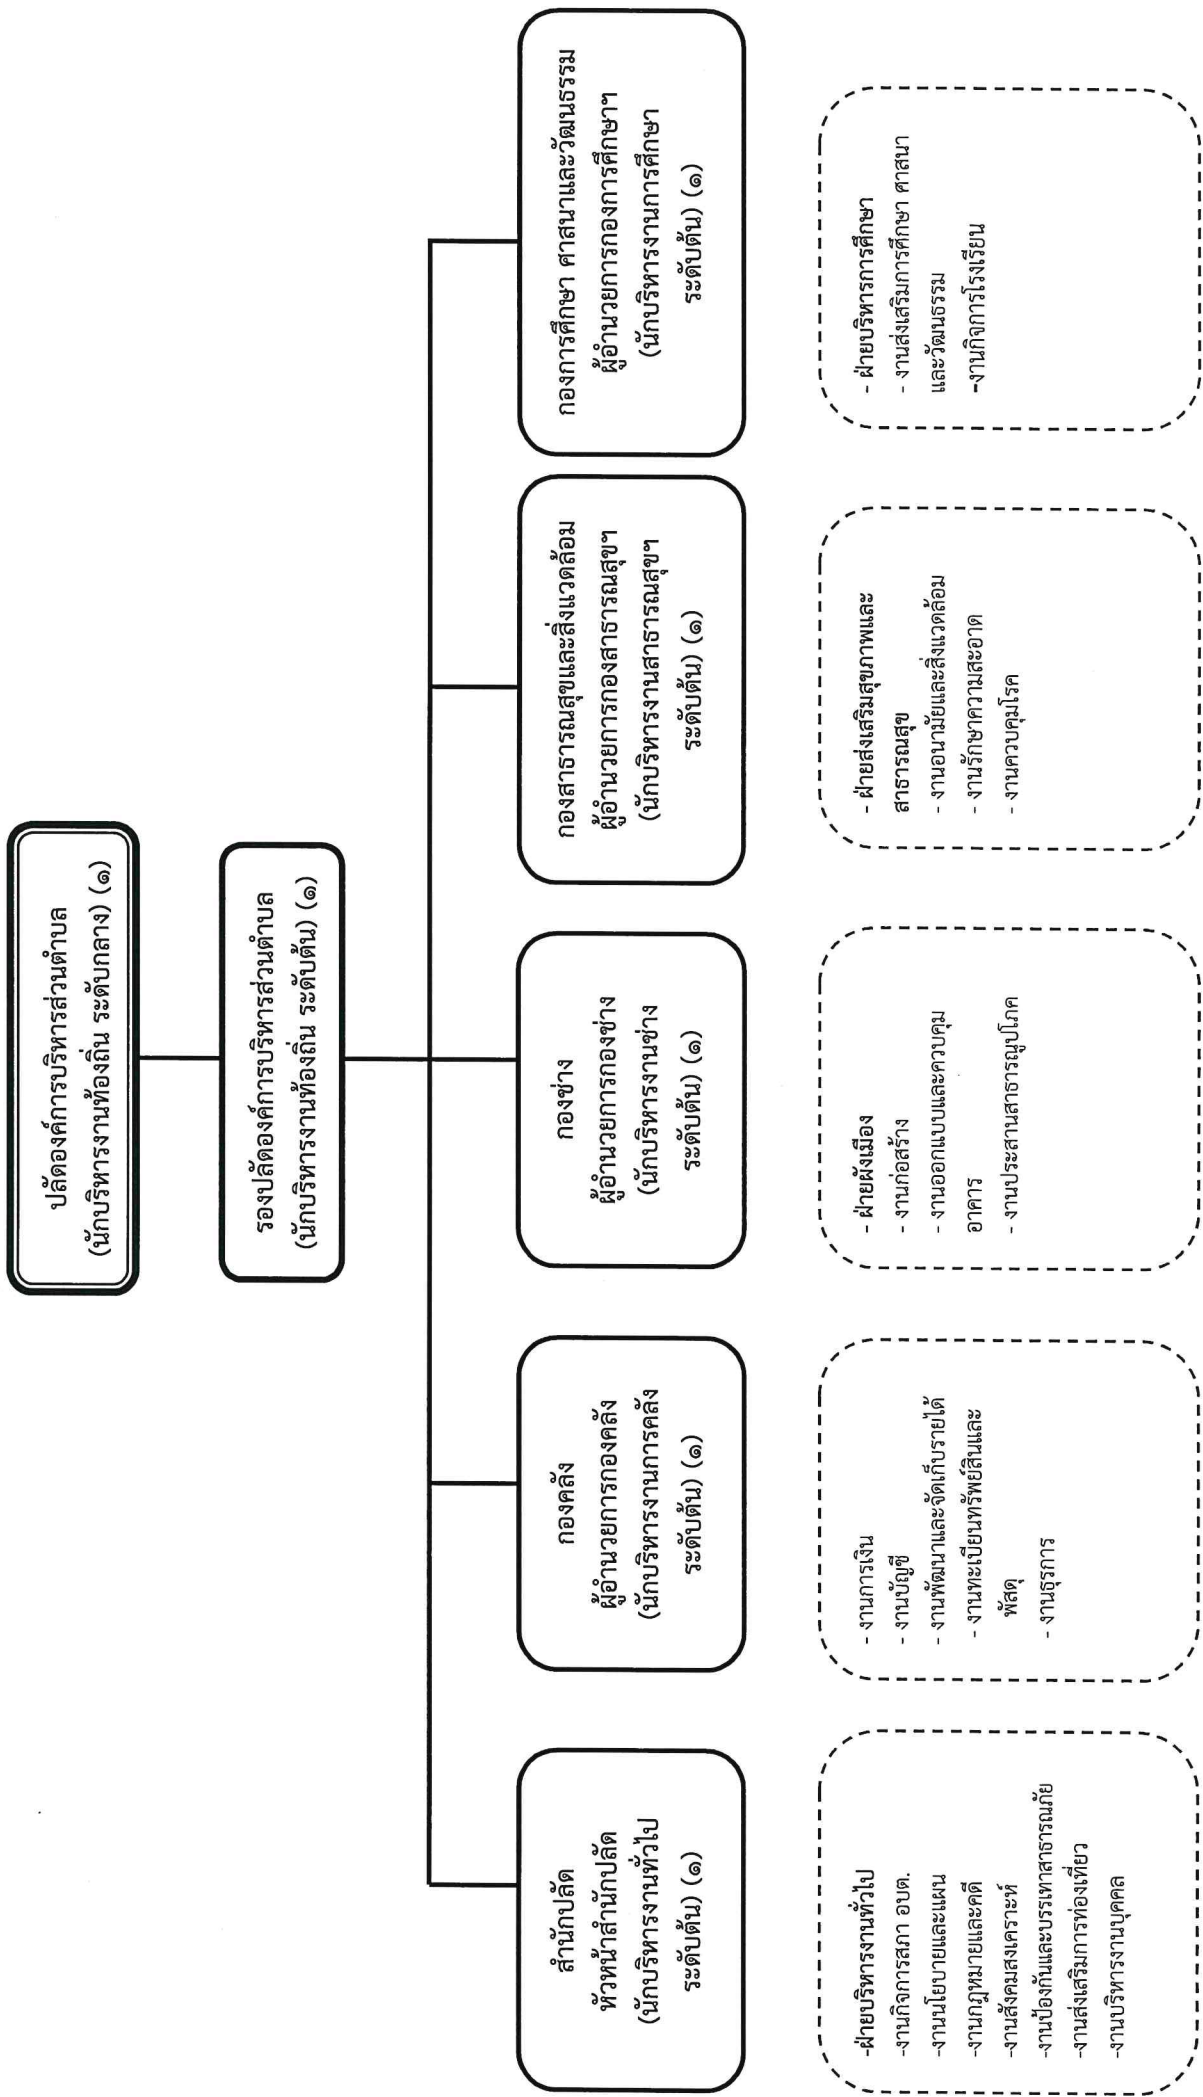 ปลัดองค์การบริหารส่วนตำบล
(นักบริหารงานท้องถิ่น ระดับกลาง) (๑)
รองปลัดองค์การบริหารส่วนตำบล
(นักบริหารงานท้องถิ่น ระดับต้น) (๑)
สำนักปลัด
หัวหน้าสำนักปลัด
(นักบริหารงานทั่วไป
ระดับต้น) (๑)
กองคลัง
ผู้อำนวยการกองคลัง
(นักบริหารงานการคลัง
ระดับต้น) (๑)
กองช่าง
ผู้อำนวยการกองช่าง
(นักบริหารงานช่าง
ระดับต้น) (๑)
กองสาธารณสุขและสิ่งแวดล้อม
ผู้อำนวยการกองสาธารณสุขฯ
(นักบริหารงานสาธารณสุขฯ
ระดับต้น) (๑)
กองการศึกษา ศาสนาและวัฒนธรรม
ผู้อำนวยการกองการศึกษาฯ
(นักบริหารงานการศึกษา
ระดับต้น) (๑)
-ฝ่ายบริหารงานทั่วไป
-งานกิจการสภา อบต.
-งานนโยบายและแผน
-งานกฎหมายและคดี
-งานสังคมสงเคราะห์
-งานป้องกันและบรรเทาสาธารณภัย
-งานส่งเสริมการท่องเที่ยว
-งานบริหารงานบุคคล
- งานการเงิน
- งานบัญชี
- งานพัฒนาและจัดเก็บรายได้
- งานทะเบียนทรัพย์สินและ
พัสดุ
- งานธุรการ
- ฝ่ายผังเมือง
- งานก่อสร้าง
- งานออกแบบและควบคุม
อาคาร
- งานประสานสาธารณูปโภค
- ฝ่ายส่งเสริมสุขภาพและ
สาธารณสุข
- งานอนามัยและสิ่งแวดล้อม
- งานรักษาความสะอาด
- งานควบคุมโรค
- ฝ่ายบริหารการศึกษา
- งานส่งเสริมการศึกษา ศาสนา
และวัฒนธรรม
-งานกิจการโรงเรียน